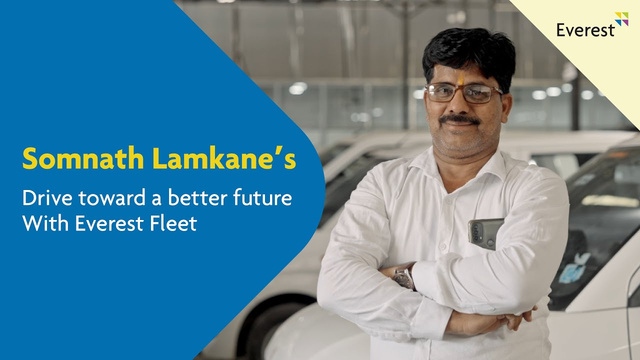 Everest
Somnath Lamkane’s
Drive toward a better future
With Everest Fleet